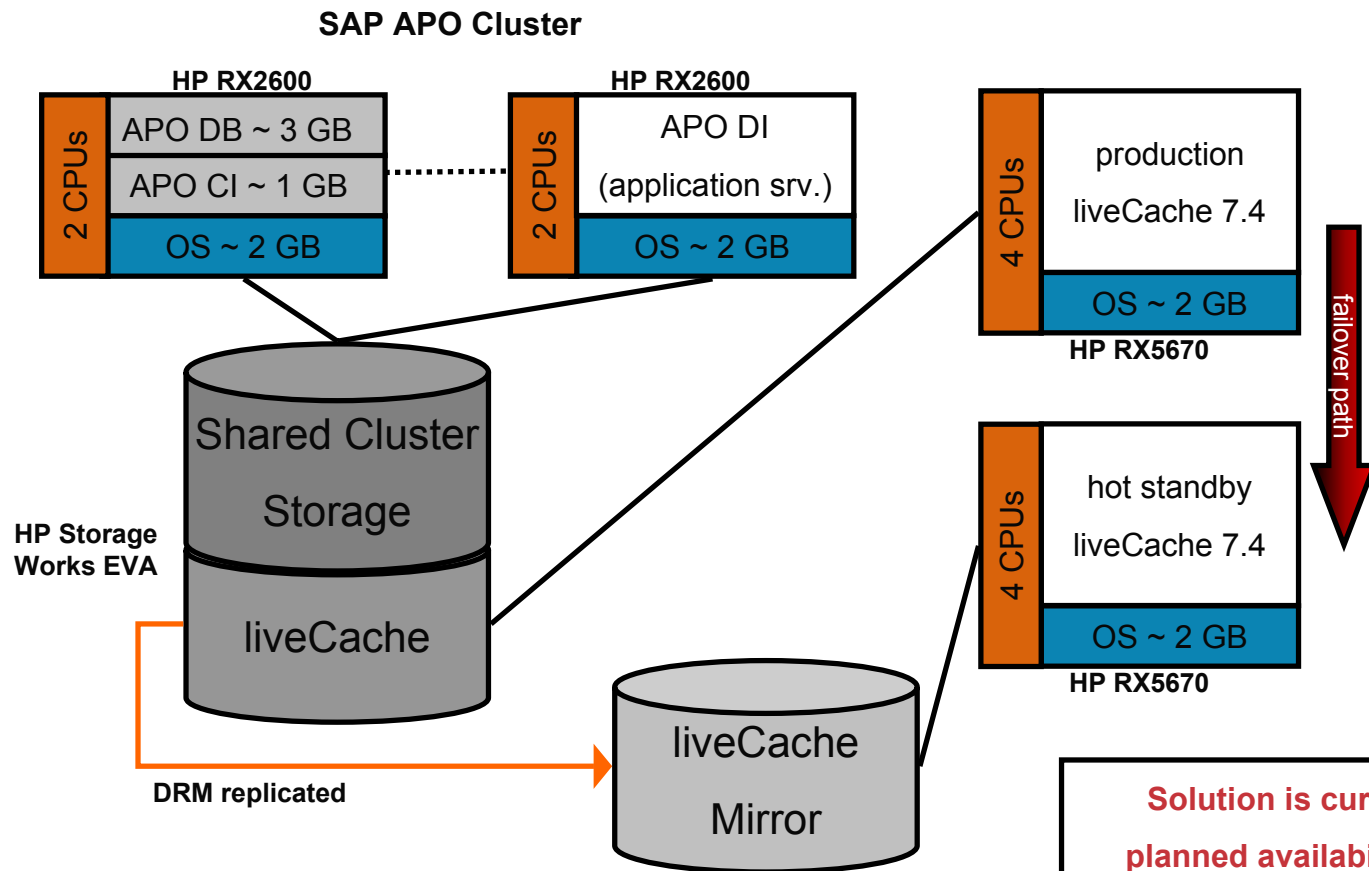 SAP APO Cluster
HP RX2600
2 CPUs
APO DB ~ 3 GB
APO CI ~ 1 GB
OS ~ 2 GB
HP RX2600
2 CPUs
APO DI
(application srv.)
OS ~ 2 GB
4 CPUs
production
liveCache 7.4
OS ~ 2 GB
HP RX5670
failover path
Shared Cluster
Storage
HP Storage
Works EVA
liveCache
4 CPUs
hot standby
liveCache 7.4
OS ~ 2 GB
HP RX5670
DRM replicated
liveCache
Mirror
Solution is
planned